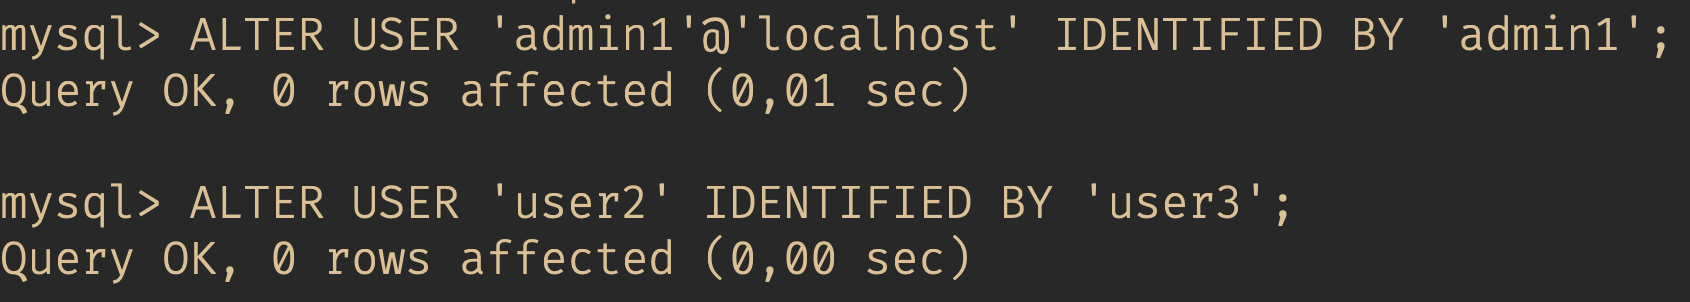 mysql> ALTER USER 'admin1'@'localhost' IDENTIFIED BY 'admin1';
Query OK, 0 rows affected (0,01 sec)
mysql> ALTER USER 'user2' IDENTIFIED BY 'user3';
Query OK, 0 rows affected (0,00 sec)